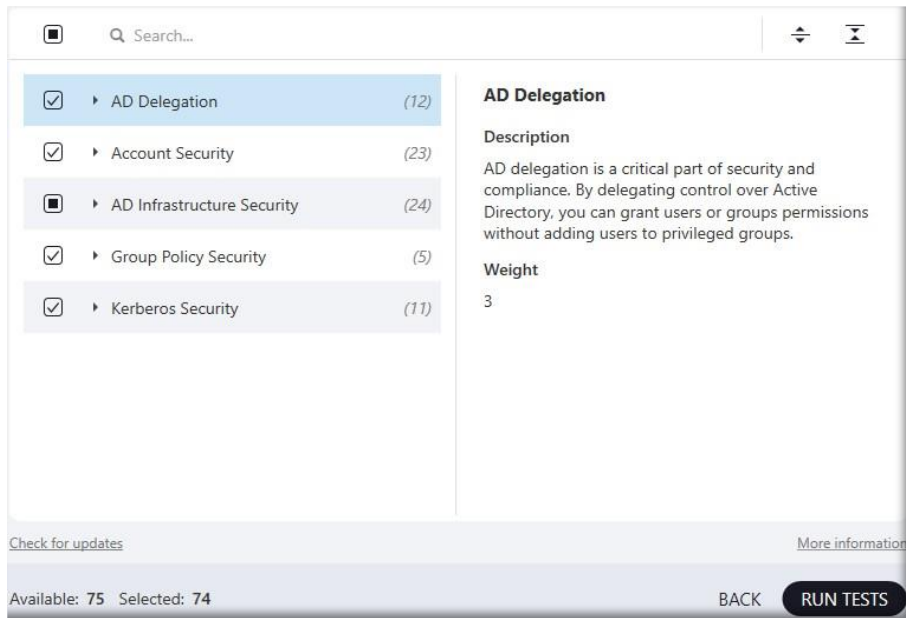 Search...
AD Delegation (12)
Account Security (23)
AD Infrastructure Security (24)
Group Policy Security (5)
Kerberos Security (11)
AD Delegation
Description
AD delegation is a critical part of security and
compliance. By delegating control over Active
Directory, you can grant users or groups permissions
without adding users to privileged groups.
Weight
3
Check for updates
More information
Available: 75 Selected: 74
BACK
RUN TESTS